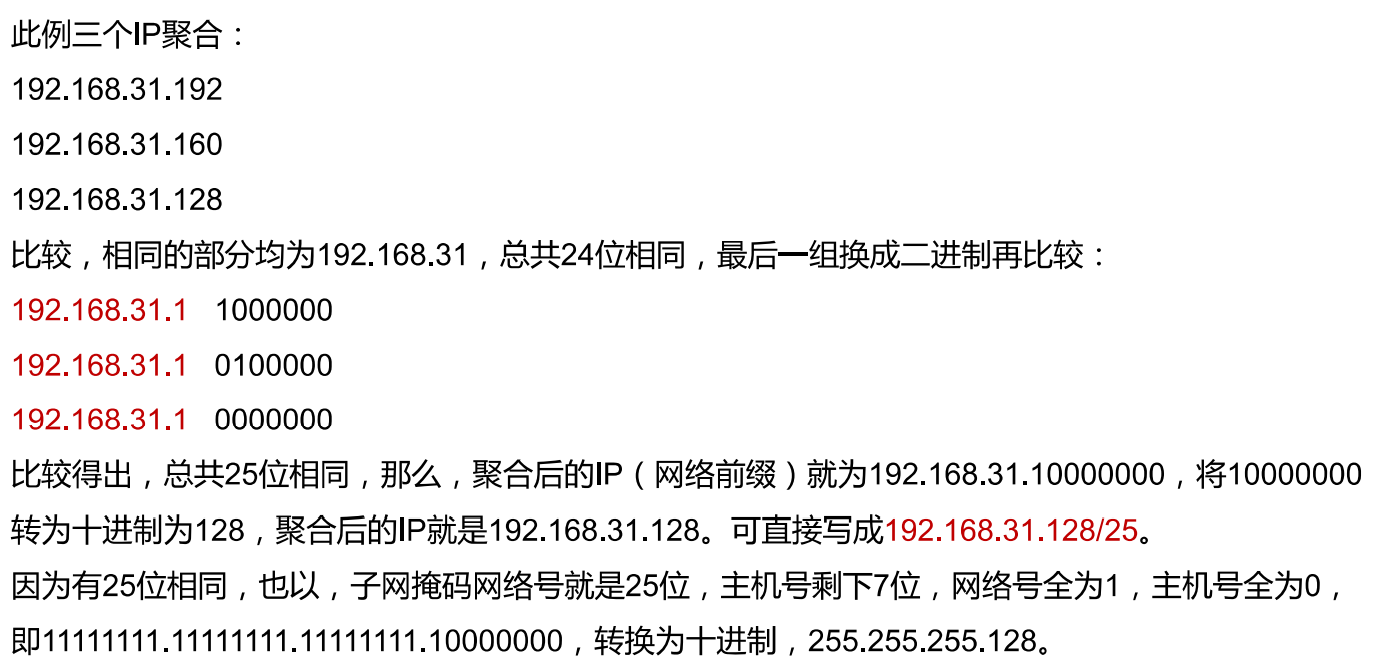 此例三个IP聚合：
192.168.31.192
192.168.31.160
192.168.31.128
比较，相同的部分均为192.168.31，总共24位相同，最后一组换成二进制再比较：
192.168.31.1 1000000
192.168.31.1 0100000
192.168.31.1 0000000
比较得出，总共25位相同，那么，聚合后的IP（网络前缀）就为192.168.31.10000000，将10000000
转为十进制为128，聚合后的IP就是192.168.31.128。可直接写成192.168.31.128/25。
因为有25位相同，也以，子网掩码网络号就是25位，主机号剩下7位，网络号全为1，主机号全为0，
即11111111.11111111.11111111.10000000，转换为十进制，255.255.255.128。